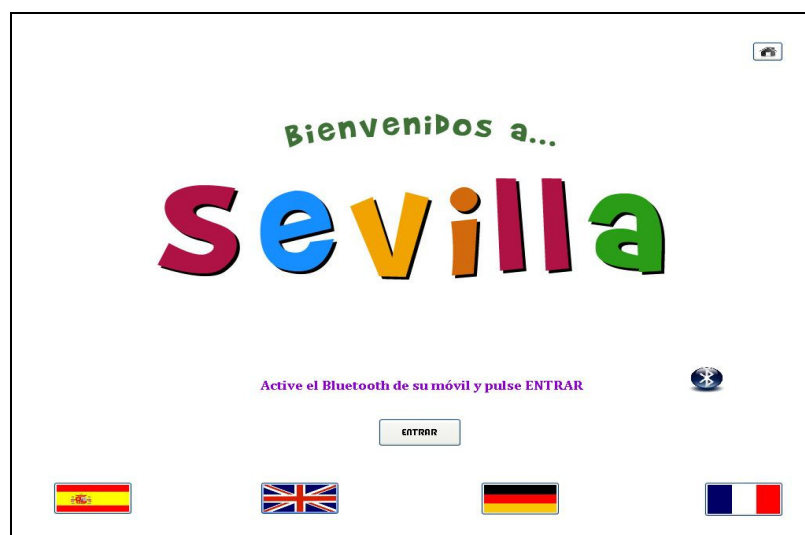 Bienvenidos a...
Sevilla
Active el Bluetooth de su móvil y pulse ENTRAR
ENTRAR